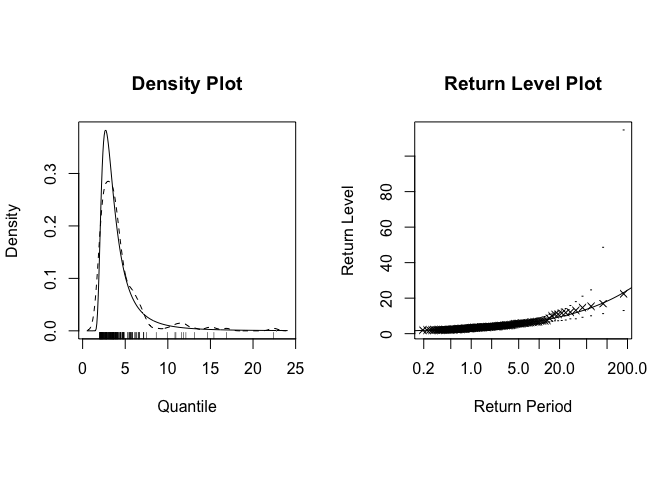 Density Plot
Density
0.0 0.1 0.2 0.3
0 5 10 15 20 25
Quantile
Return Level Plot
Return Level
0 20 40 60 80
0.2 1.0 5.0 20.0 200.0
Return Period